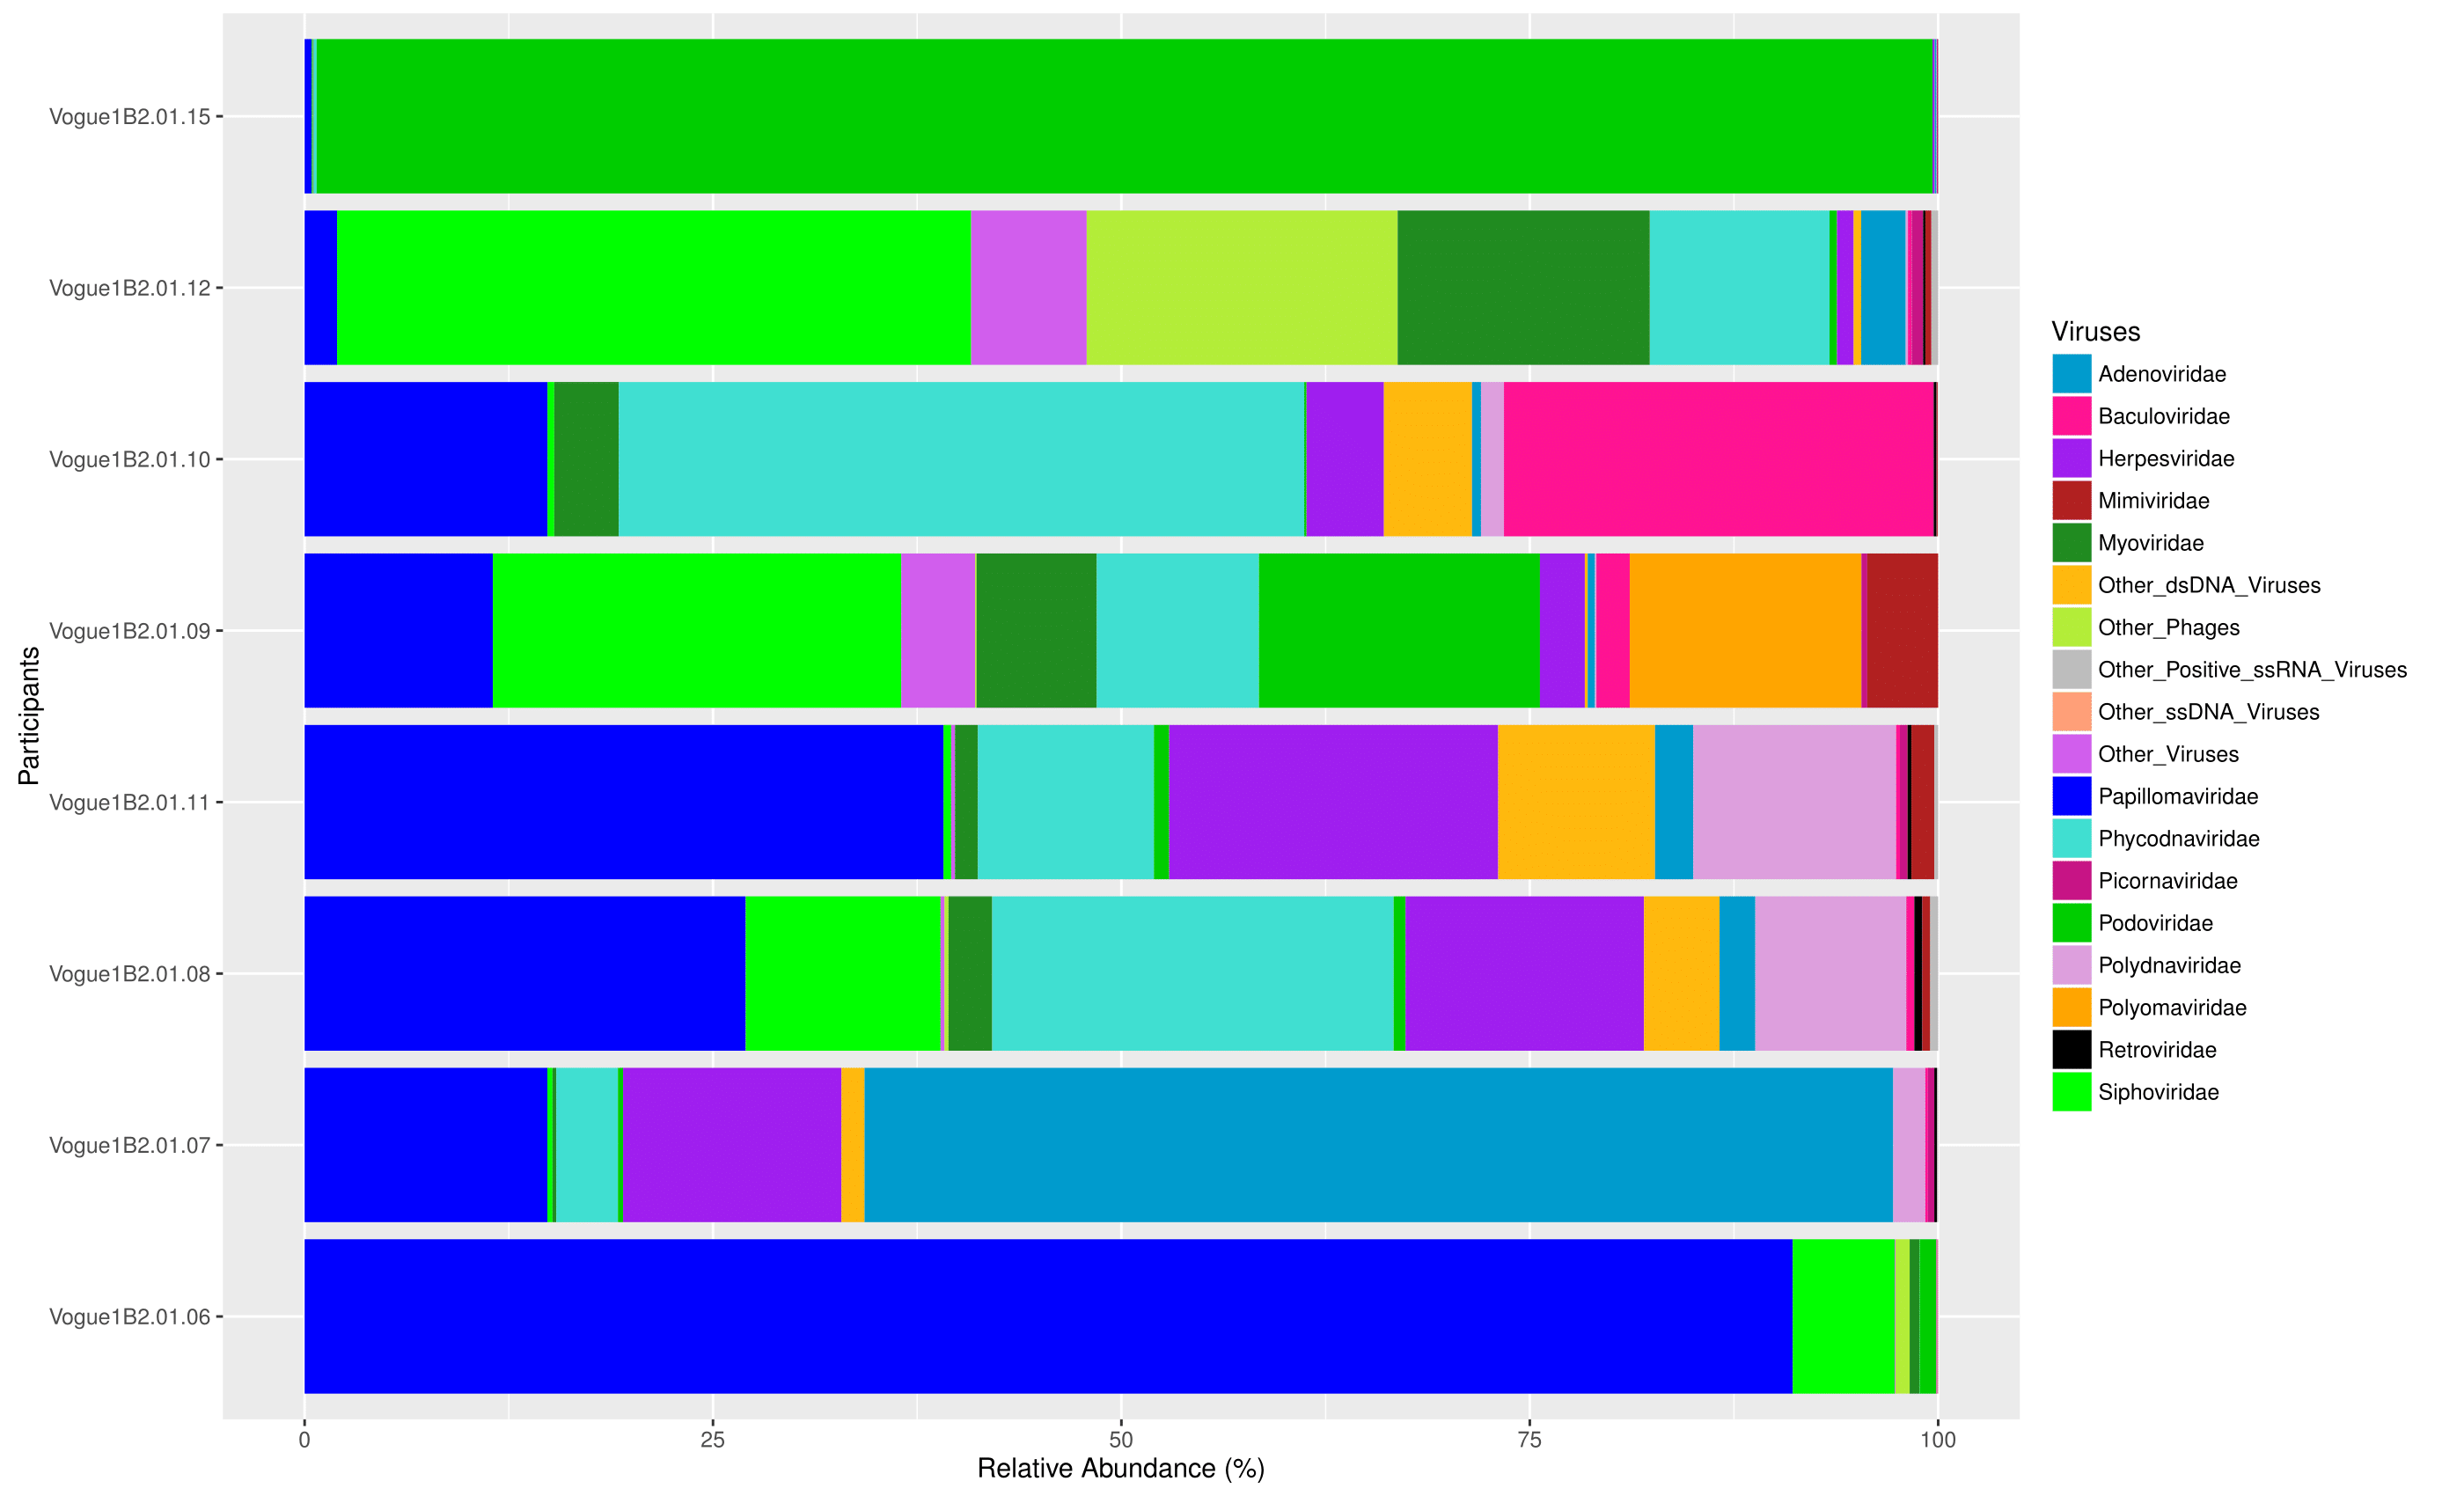 Participants
Vogue1B2.01.15
Vogue1B2.01.12
Vogue1B2.01.10
Vogue1B2.01.09
Vogue1B2.01.11
Vogue1B2.01.08
Vogue1B2.01.07
Vogue1B2.01.06
0 25 50 75 100
Relative Abundance (%)
Viruses
Adenoviridae
Baculoviridae
Herpesviridae
Mimiviridae
Myoviridae
Other_dsDNA_Viruses
Other_Phages
Other_Positive_ssRNA_Viruses
Other_ssDNA_Viruses
Other_Viruses
Papillomaviridae
Phycodnaviridae
Picornaviridae
Podoviridae
Polydnaviridae
Polyomaviridae
Retroviridae
Siphoviridae